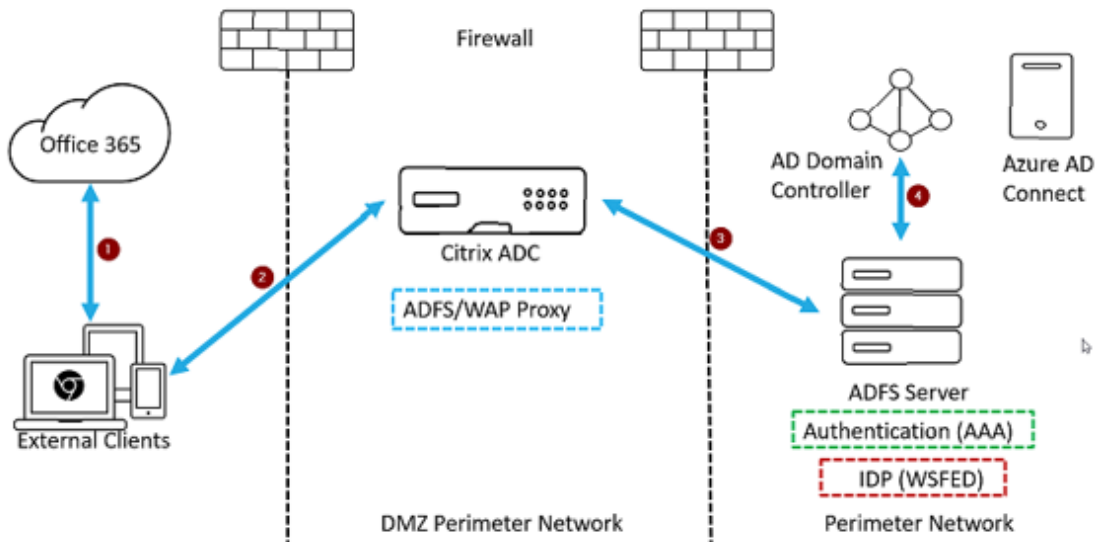 Firewall
Office 365
AD Domain
Controller
Azure AD
Connect
4
1
3
2
Citrix ADC
ADFS/WAP Proxy
External Clients
ADFS Server
Authentication (AAA)
IDP (WSFED)
DMZ Perimeter Network
Perimeter Network